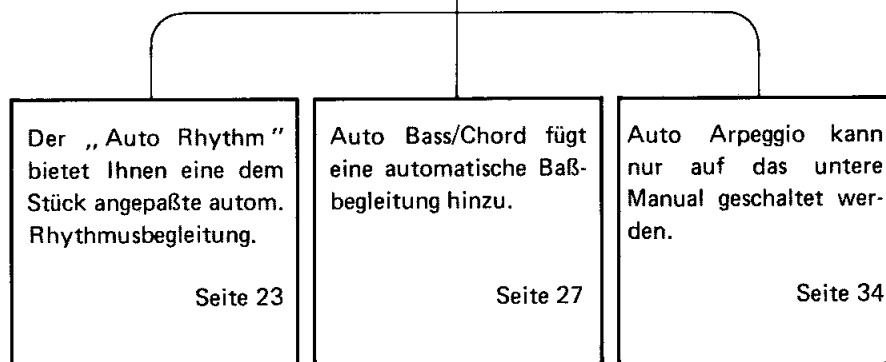 Der „Auto Rhythm"
bietet Ihnen eine dem
Stück angepaßte autom.
Rhythmusbegleitung.
Seite 23
Auto Bass/Chord fügt
eine automatische Baß-
begleitung hinzu.
Seite 27
Auto Arpeggio kann
nur auf das untere
Manual geschaltet wer-
den.
Seite 34